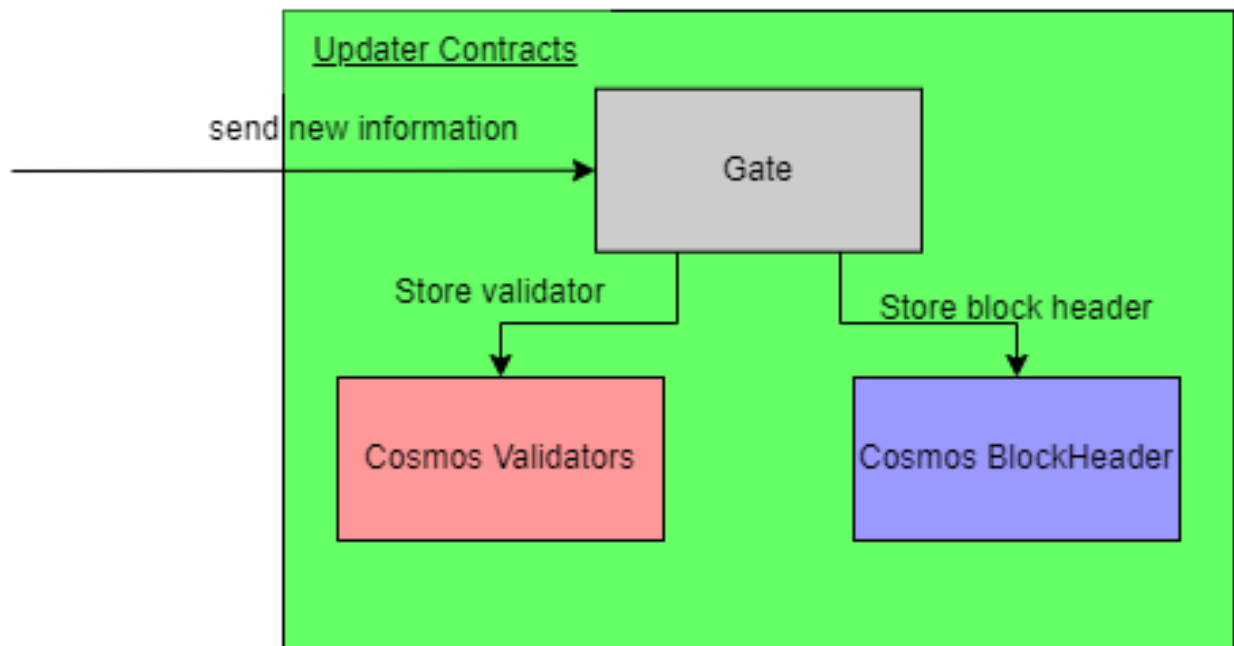 Updater Contracts
send new information
Gate
Store validator
Store block header
Cosmos Validators
Cosmos BlockHeader